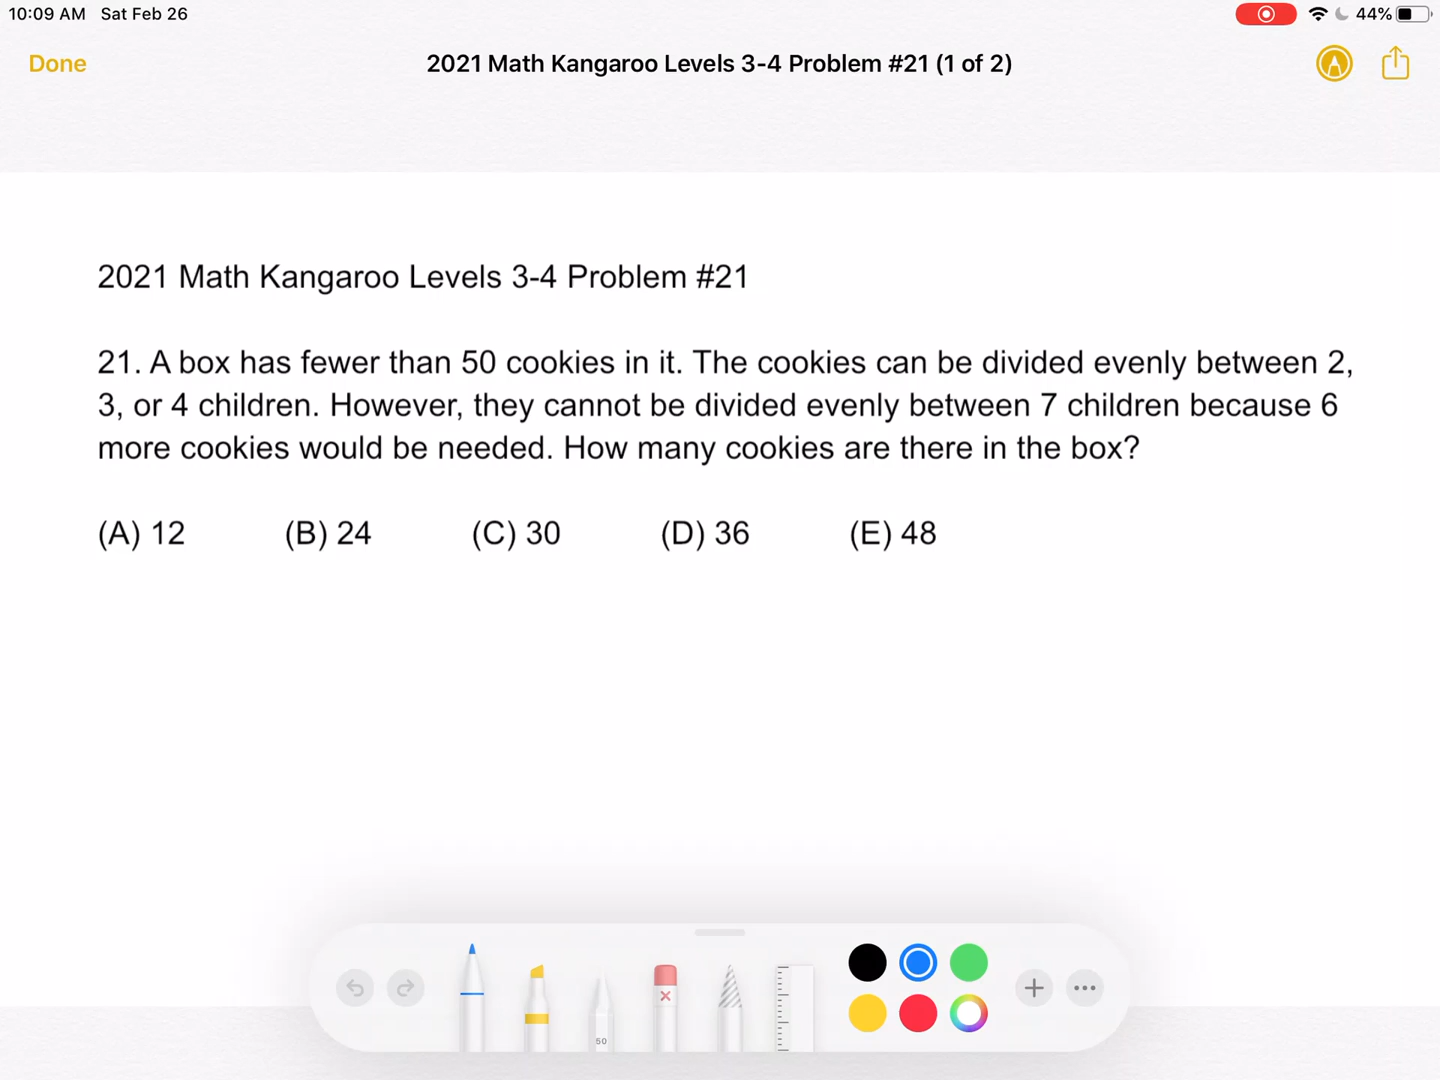 10:09 AM Sat Feb 26
44%
Done
2021 Math Kangaroo Levels 3-4 Problem #21 (1 of 2)
2021 Math Kangaroo Levels 3-4 Problem #21
21. A box has fewer than 50 cookies in it. The cookies can be divided evenly between 2,
3, or 4 children. However, they cannot be divided evenly between 7 children because 6
more cookies would be needed. How many cookies are there in the box?
(A) 12 (B) 24 (C) 30 (D) 36 (E) 48
50